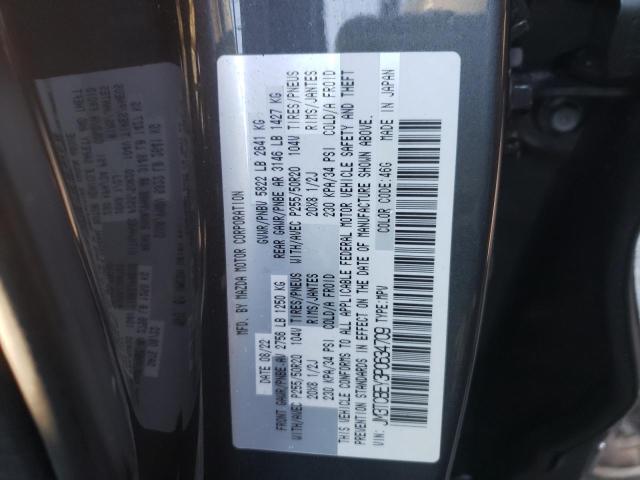 MFD. BY MAZDA MOTOR CORPORATION
DATE 08/22 GVWR/PNBV 5822 LB 2641 KG
FRONT GAWR/PNBE AV 2756 LB 1250 KG REAR GAWR/PNBE AR 3146 LB 1427 KG
WITH/AVEC P255/50R20 104V TIRES/PNEUS WITH/AVEC P255/50R20 104V TIRES/PNEUS
20X8 1/2J RIMS/JANTES 20X8 1/2J RIMS/JANTES
230 KPA/34 PSI COLD/A FROID 230 KPA/34 PSI COLD/A FROID
THIS VEHICLE CONFORMS TO ALL APPLICABLE FEDERAL MOTOR VEHICLE SAFETY AND THEFT
PREVENTION STANDARDS IN EFFECT ON THE DATE OF MANUFACTURE SHOWN ABOVE.
VIN: JM3TCBEY3P0634709 TYPE:MPV COLOR CODE:46G MADE IN JAPAN